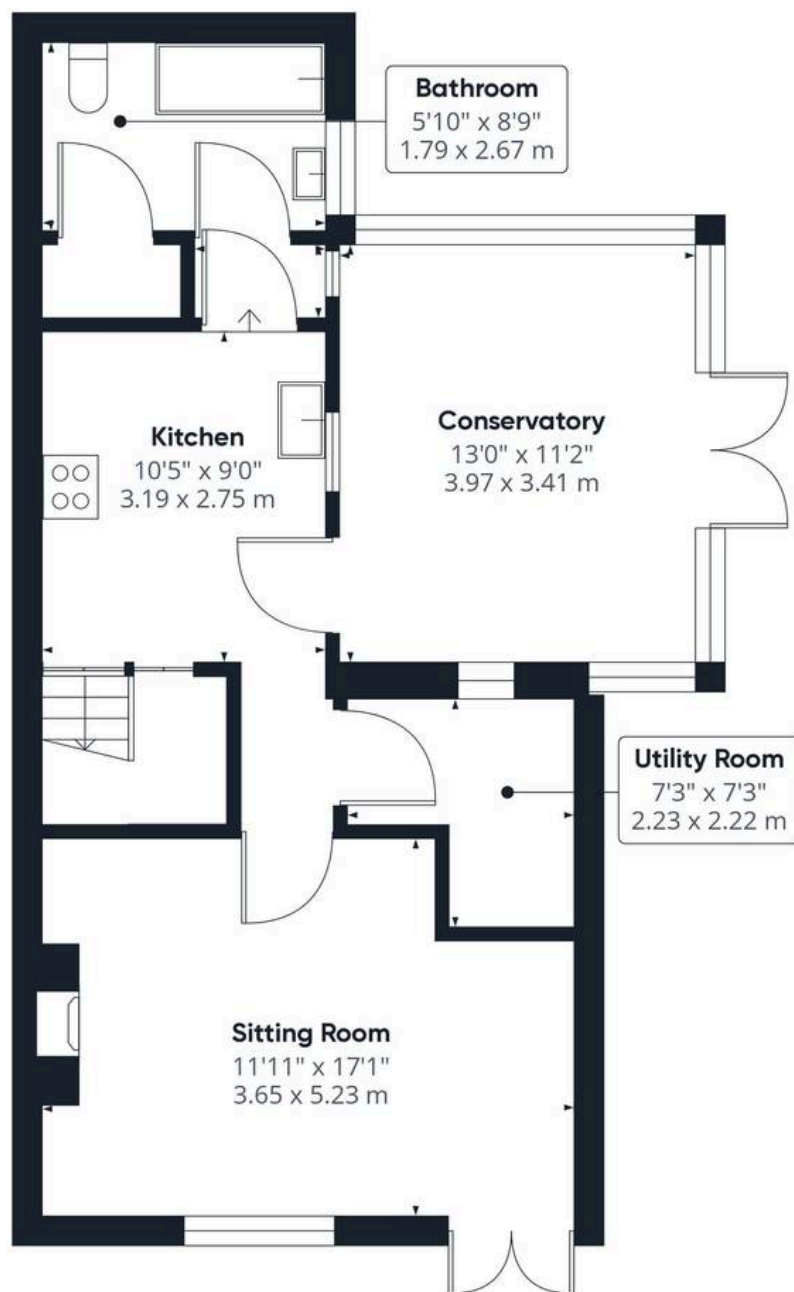 Bathroom
5'10" x 8'9"
1.79 x 2.67 m
Kitchen
10'5" x 9'0"
3.19 x 2.75 m
Conservatory
13'0" x 11'2"
3.97 x 3.41 m
Utility Room
7'3" x 7'3"
2.23 x 2.22 m
Sitting Room
11'11" x 17'1"
3.65 x 5.23 m